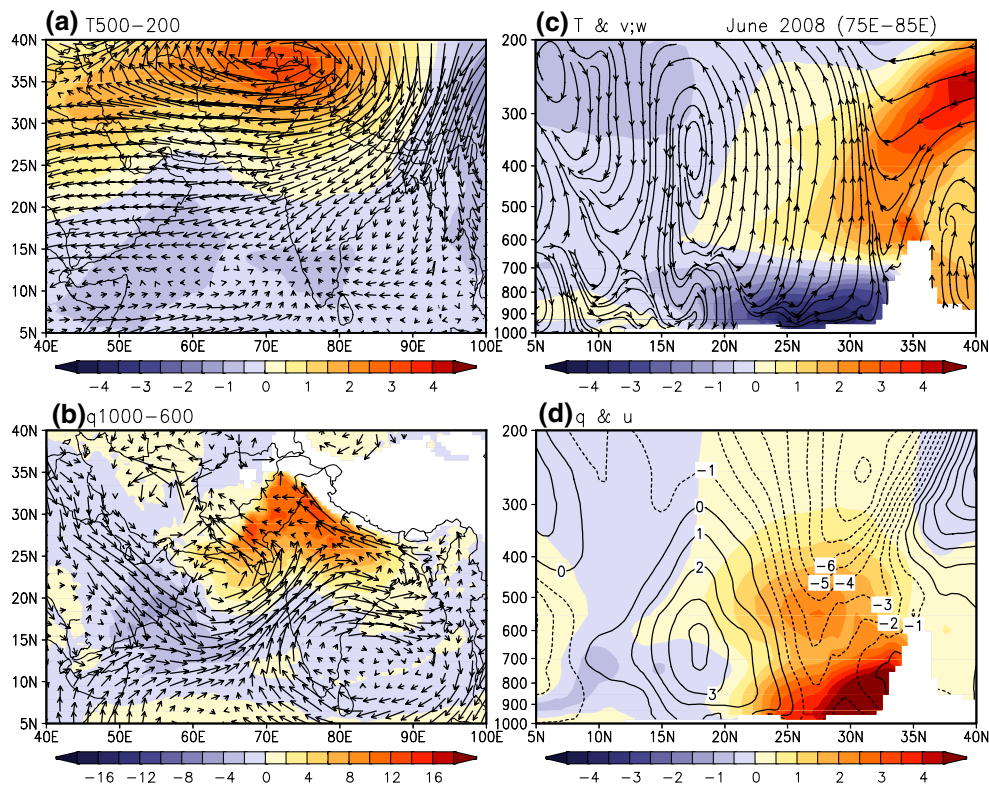 (a) T500-200
40N
35N
30N
25N
20N
15N
10N
5N
40E 50E 60E 70E 80E 90E 100E
-4 -3 -2 -1 0 1 2 3 4
(c) T & v;w June 2008 (75E-85E)
200
300
400
500
600
700
800
900
1000
5N 10N 15N 20N 25N 30N 35N 40N
-4 -3 -2 -1 0 1 2 3 4
(b) q1000-600
40N
35N
30N
25N
20N
15N
10N
5N
40E 50E 60E 70E 80E 90E 100E
-16 -12 -8 -4 0 4 8 12 16
(d) q & u
200
300
400
500
600
700
800
900
1000
-1
0
1
2
0
-6
-5 -4
-3
-2 -1
3
5N 10N 15N 20N 25N 30N 35N 40N
-4 -3 -2 -1 0 1 2 3 4